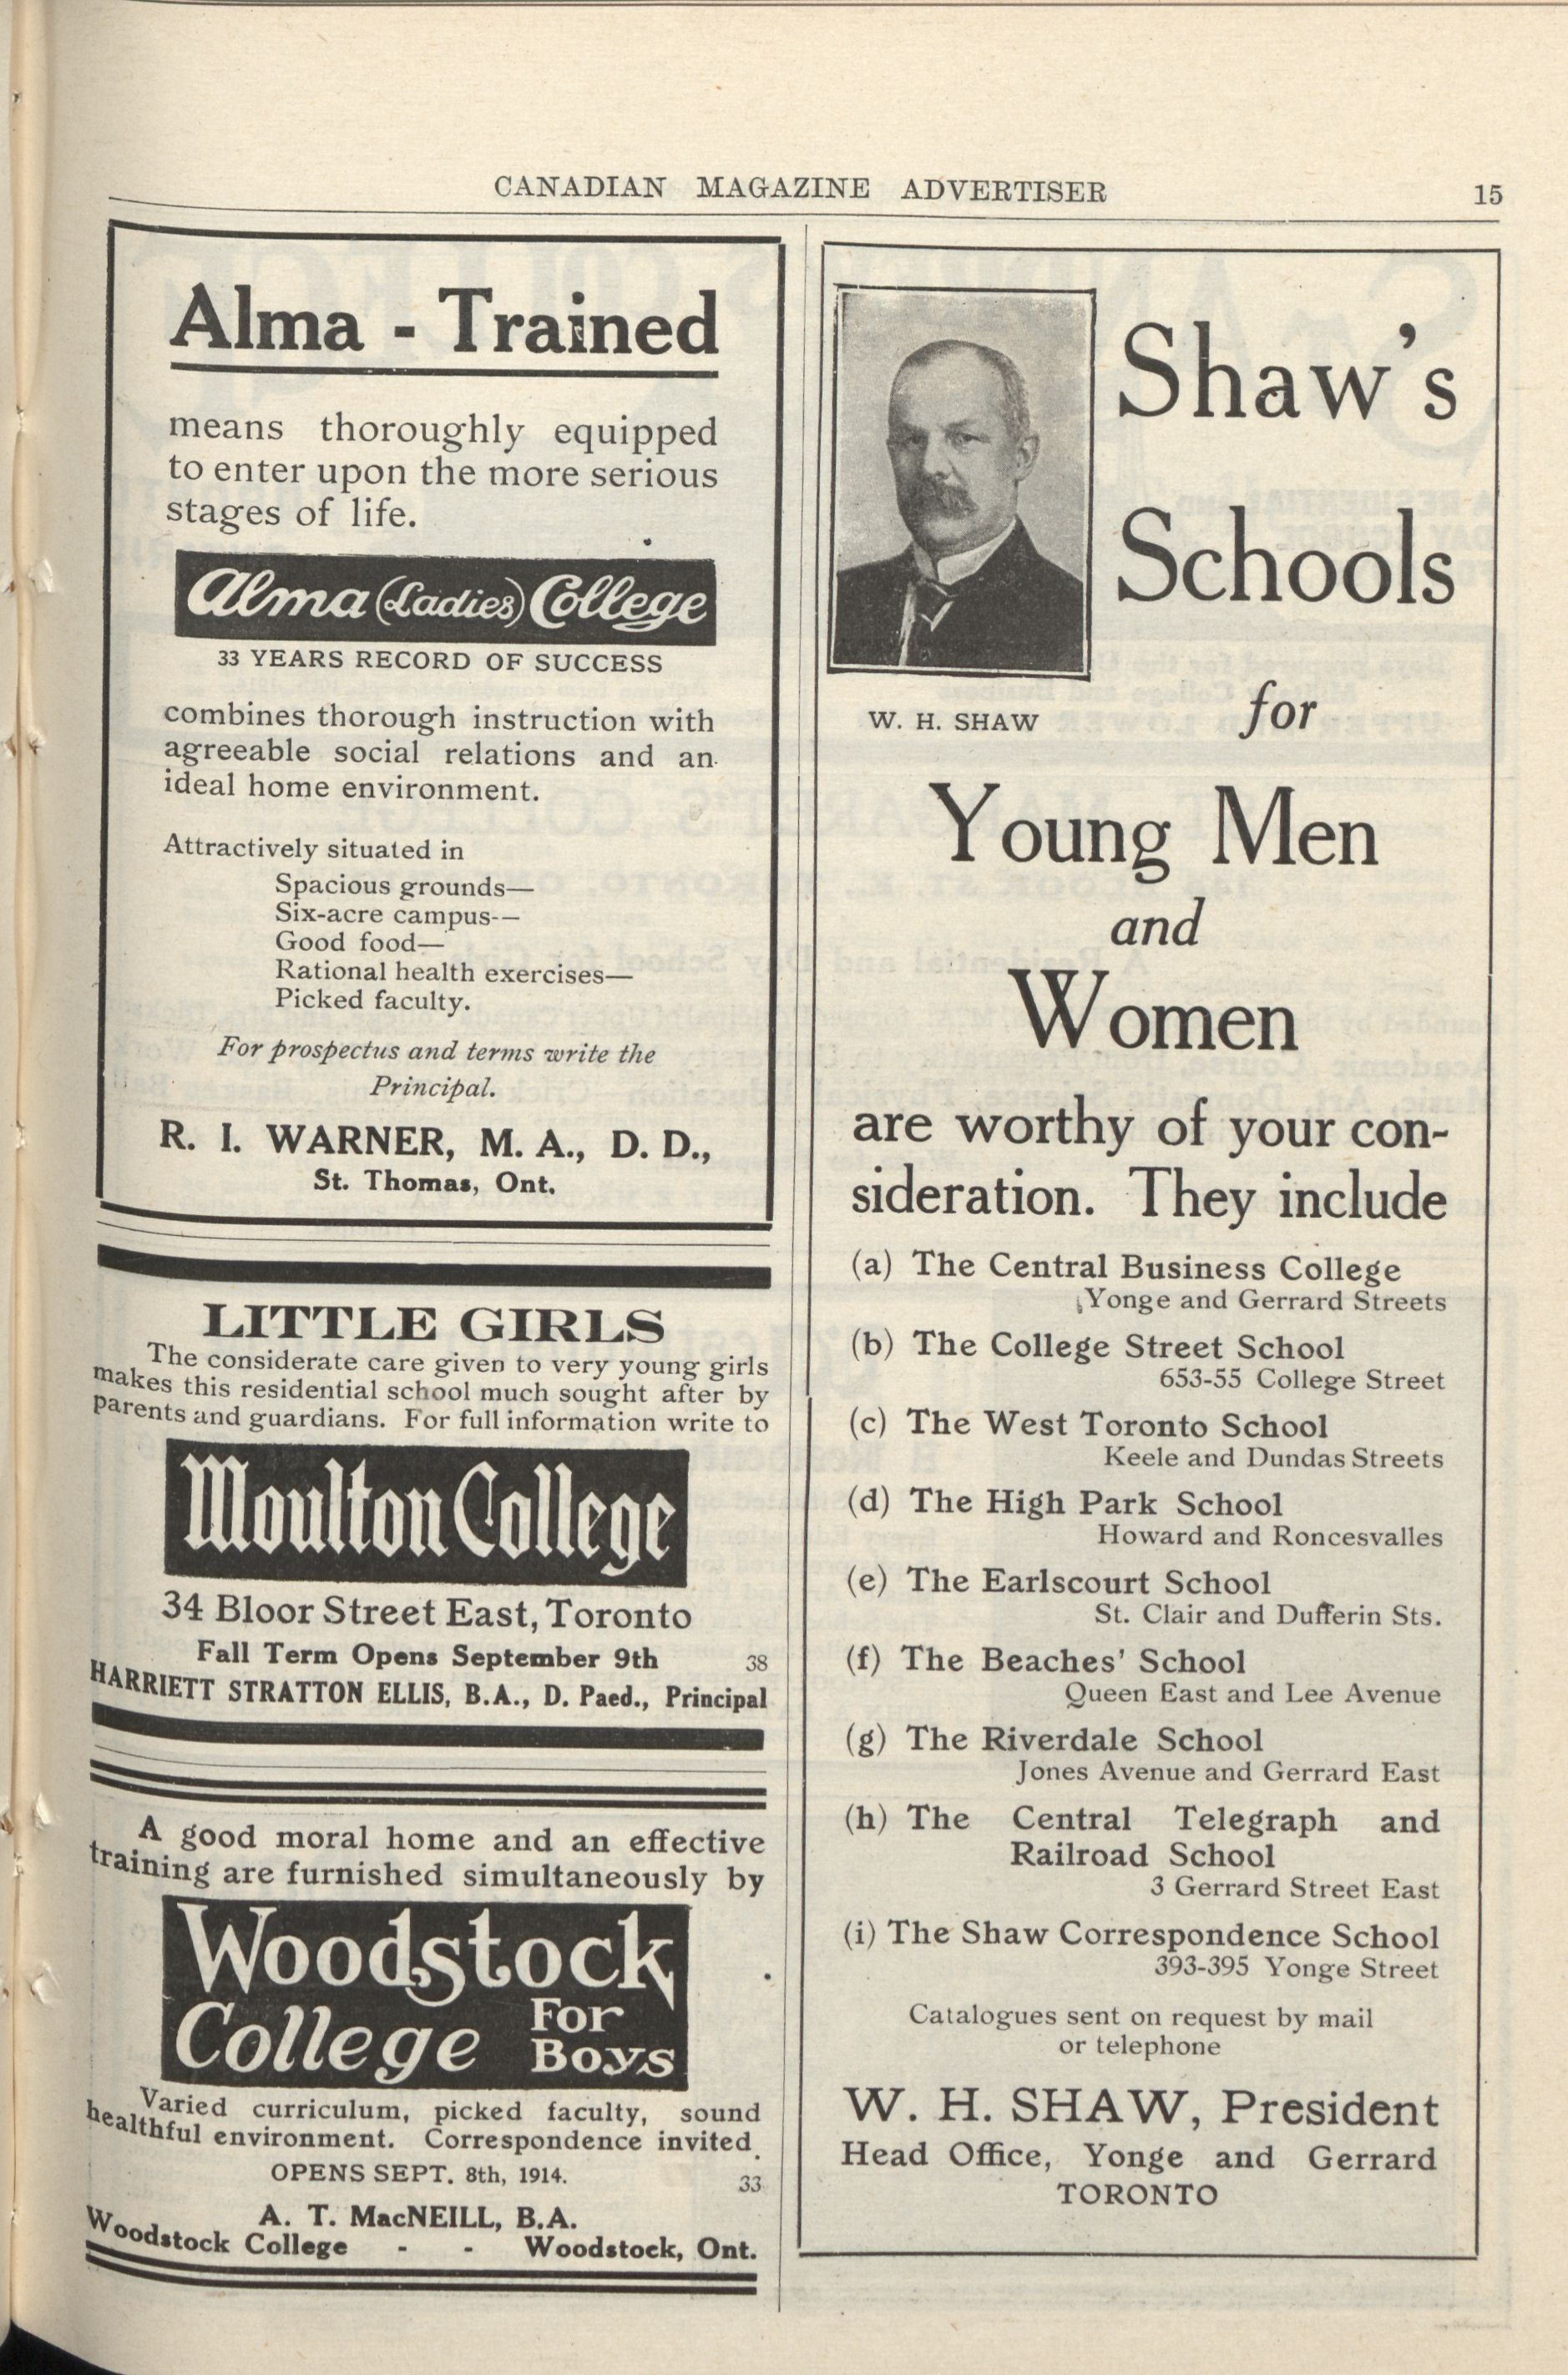 CANADIAN MAGAZINE ADVERTISER 15
Alma - Trained
means thoroughly equipped
to enter upon the more serious
stages of life.
Alma (Ladies) College
33 YEARS RECORD OF SUCCESS
combines thorough instruction with
agreeable social relations and an
ideal home environment.
Attractively situated in
Spacious grounds—
Six-acre campus--
Good food—
Rational health exercises—
Picked faculty.
For prospectus and terms write the
Principal.
R. I. WARNER, M. A., D. D.,
St. Thomas, Ont.
LITTLE GIRLS
The considerate care given to very young girls
makes this residential school much sought after by
parents and guardians. For full information write to
Moulton College
34 Bloor Street East, Toronto
Fall Term Opens September 9th 38
HARRIETT STRATTON ELLIS, B.A., D. Paed., Principal
A good moral home and an effective
training are furnished simultaneously by
Woodstock
College For
Boys
Varied curriculum, picked faculty, sound
healthful environment. Correspondence invited.
OPENS SEPT. 8th, 1914. 33
A. T. MacNEILL, B.A.
Woodstock College - - Woodstock, Ont.
Shaw's
Schools
W. H. SHAW
for
Young Men
and
Women
are worthy of your con-
sideration. They include
(a) The Central Business College
Yonge and Gerrard Streets
(b) The College Street School
653-55 College Street
(c) The West Toronto School
Keele and Dundas Streets
(d) The High Park School
Howard and Roncesvalles
(e) The Earlscourt School
St. Clair and Dufferin Sts.
(f) The Beaches' School
Queen East and Lee Avenue
(g) The Riverdale School
Jones Avenue and Gerrard East
(h) The Central Telegraph and
Railroad School
3 Gerrard Street East
(i) The Shaw Correspondence School
393-395 Yonge Street
Catalogues sent on request by mail
or telephone
W. H. SHAW, President
Head Office, Yonge and Gerrard
TORONTO